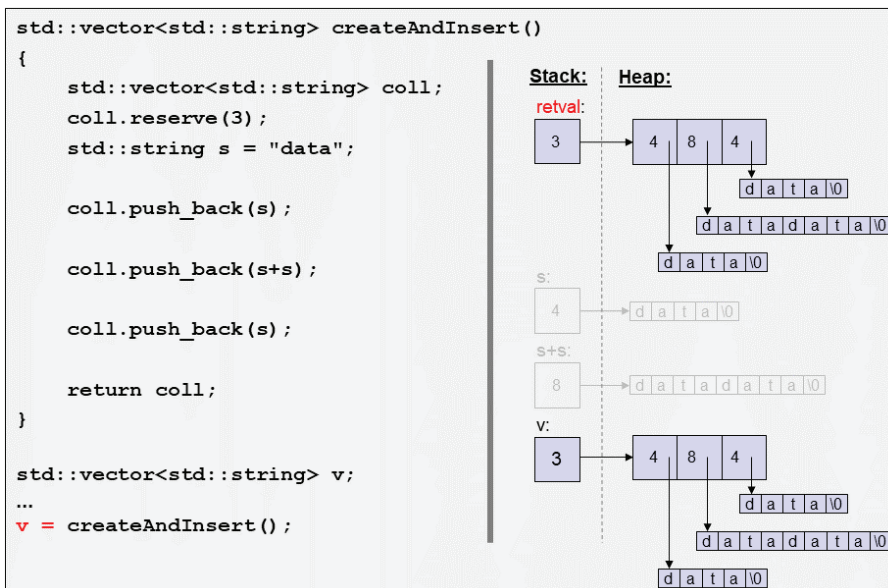 std::vector<std::string> createAndInsert()
{
std::vector<std::string> coll;
coll.reserve(3);
std::string s = "data";
coll.push_back(s);
coll.push_back(s+s);
coll.push_back(s);
return coll;
}
std::vector<std::string> v;
...
v = createAndInsert();
Stack: Heap:
retval:
3 4 8 4
d a t a \0
d a t a d a t a \0
d a t a \0
s:
4 d a t a \0
s+s:
8 d a t a d a t a \0
v:
3 4 8 4
d a t a \0
d a t a d a t a \0
d a t a \0